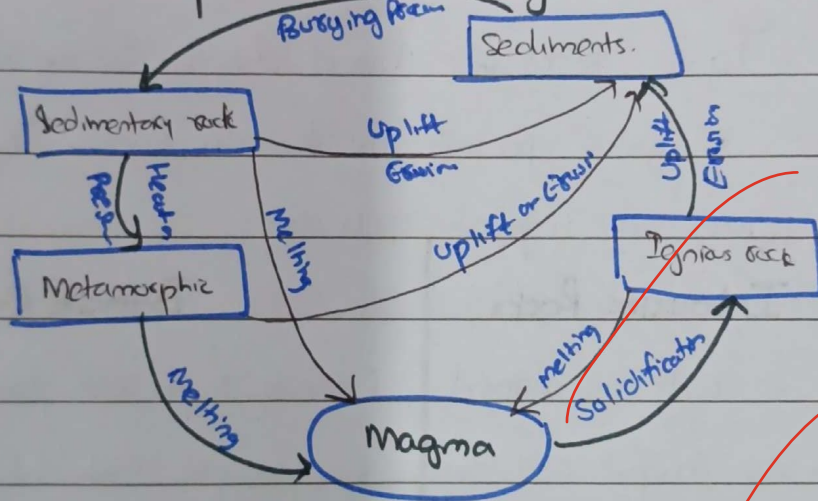 Burying
Sediments.
Sedimentary rock
Uplift
Erosion
Uplift
Erosion
Heat
Melting
Uplift or Erosion
Ignias rock
Metamorphic
Melting
Melting
Solidification
Magma